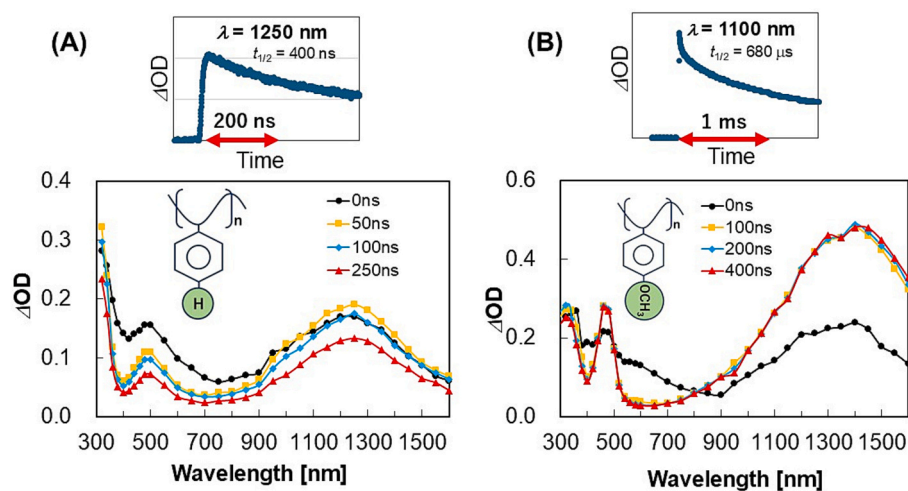 (A)
λ = 1250 nm
t1/2 = 400 ns
ΔOD
200 ns
Time
0.4
0.3
0.2
0.1
0.0
ΔOD
n
H
0ns
50ns
100ns
250ns
300 500 700 900 1100 1300 1500
Wavelength [nm]
(B)
λ = 1100 nm
t1/2 = 680 μs
ΔOD
1 ms
Time
0.6
0.4
0.2
0.0
ΔOD
n
OCH3
0ns
100ns
200ns
400ns
300 500 700 900 1100 1300 1500
Wavelength [nm]